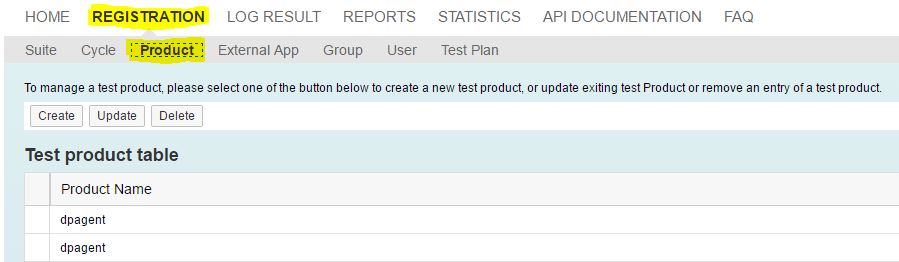 HOME REGISTRATION LOG RESULT REPORTS STATISTICS API DOCUMENTATION FAQ
Suite Cycle Product External App Group User Test Plan
To manage a test product, please select one of the button below to create a new test product, or update exiting test Product or remove an entry of a test product.
Create Update Delete
Test product table
Product Name
dpagent
dpagent